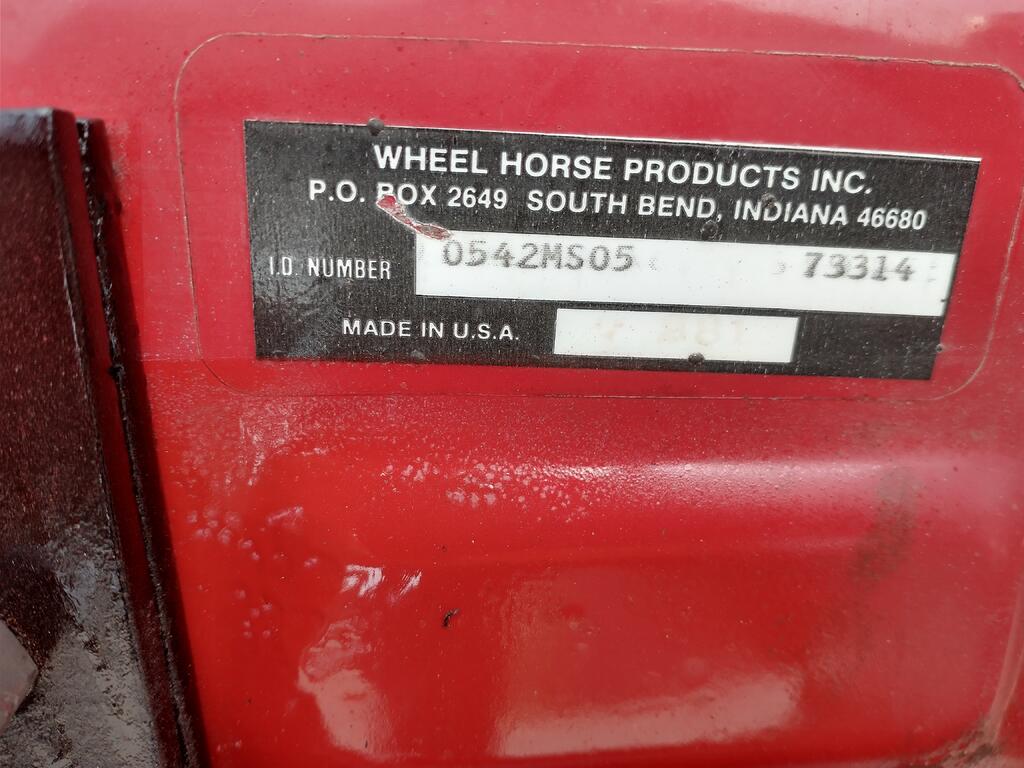 WHEEL HORSE PRODUCTS INC.
P.O. BOX 2649 SOUTH BEND, INDIANA 46680
I.D. NUMBER 0542MS05 73314
MADE IN U.S.A.